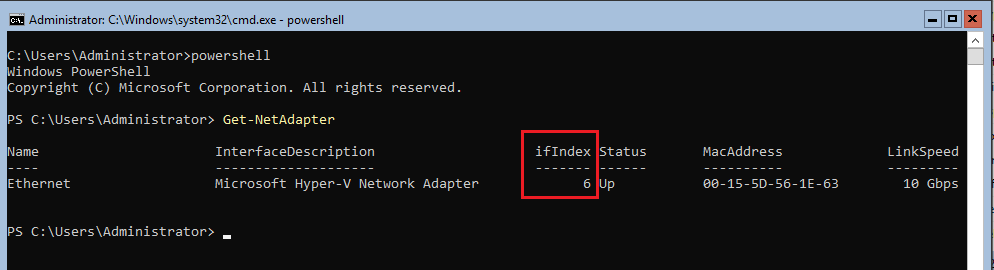 Administrator: C:\Windows\system32\cmd.exe - powershell
C:\Users\Administrator>powershell
Windows PowerShell
Copyright (C) Microsoft Corporation. All rights reserved.
PS C:\Users\Administrator> Get-NetAdapter
Name                      InterfaceDescription                    ifIndex Status       MacAddress             LinkSpeed
----                      --------------------                    ------- ------       ----------             ---------
Ethernet                  Microsoft Hyper-V Network Adapter             6 Up           00-15-5D-56-1E-63        10 Gbps
PS C:\Users\Administrator>